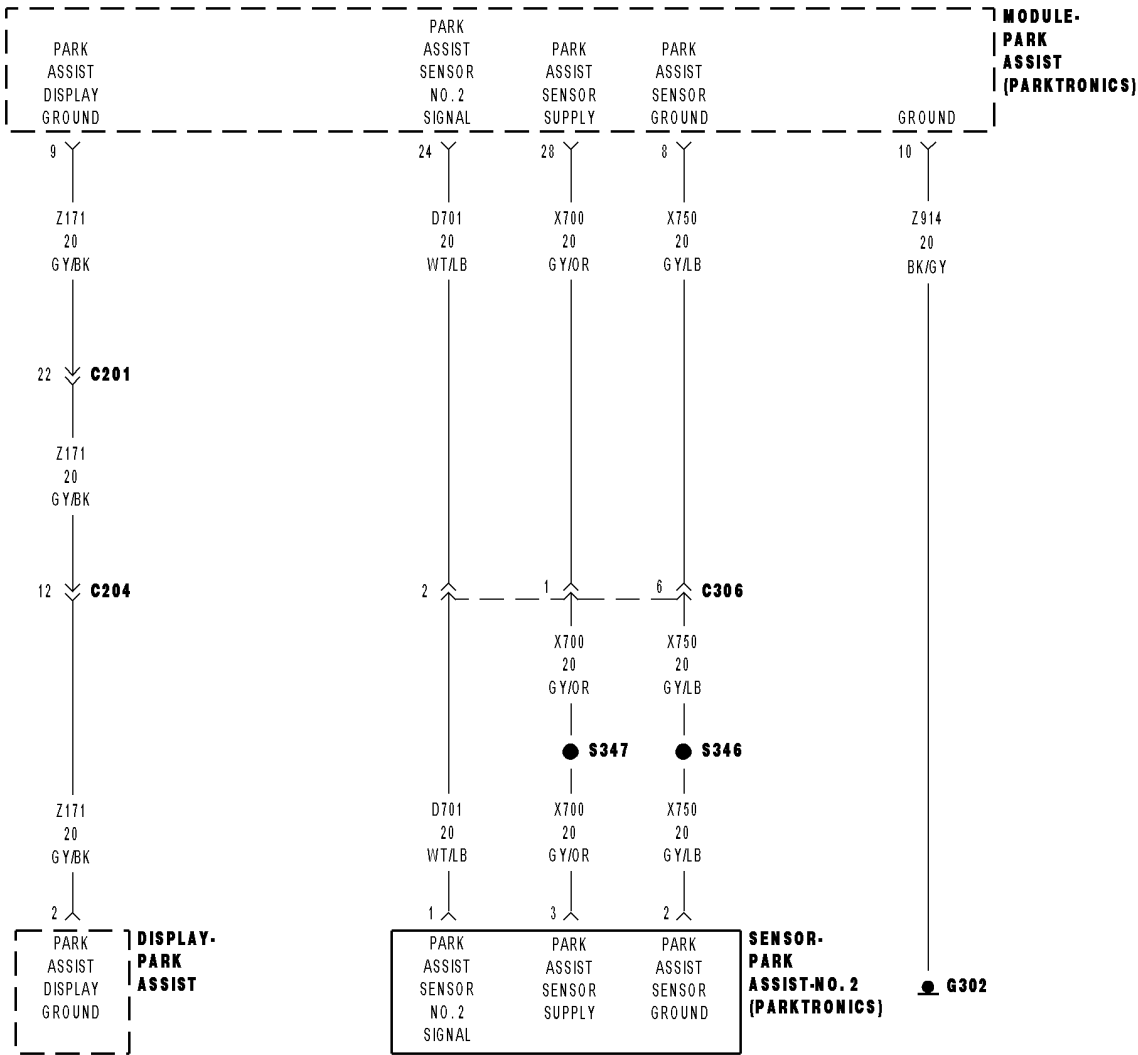 MODULE-
PARK
ASSIST
(PARKTRONICS)
PARK
ASSIST
DISPLAY
GROUND
PARK
ASSIST
SENSOR
NO. 2
SIGNAL
PARK
ASSIST
SENSOR
SUPPLY
PARK
ASSIST
SENSOR
GROUND
GROUND
9
24
28
8
10
Z171
20
GY/BK
D701
20
WT/LB
X700
20
GY/OR
X750
20
GY/LB
Z914
20
BK/GY
22
C201
Z171
20
GY/BK
12
C204
2
1
6
C306
X700
20
GY/OR
X750
20
GY/LB
S347
S346
Z171
20
GY/BK
D701
20
WT/LB
X700
20
GY/OR
X750
20
GY/LB
2
1
3
2
PARK
ASSIST
DISPLAY
GROUND
DISPLAY-
PARK
ASSIST
PARK
ASSIST
SENSOR
NO. 2
SIGNAL
PARK
ASSIST
SENSOR
SUPPLY
PARK
ASSIST
SENSOR
GROUND
SENSOR-
PARK
ASSIST-NO. 2
(PARKTRONICS)
G302